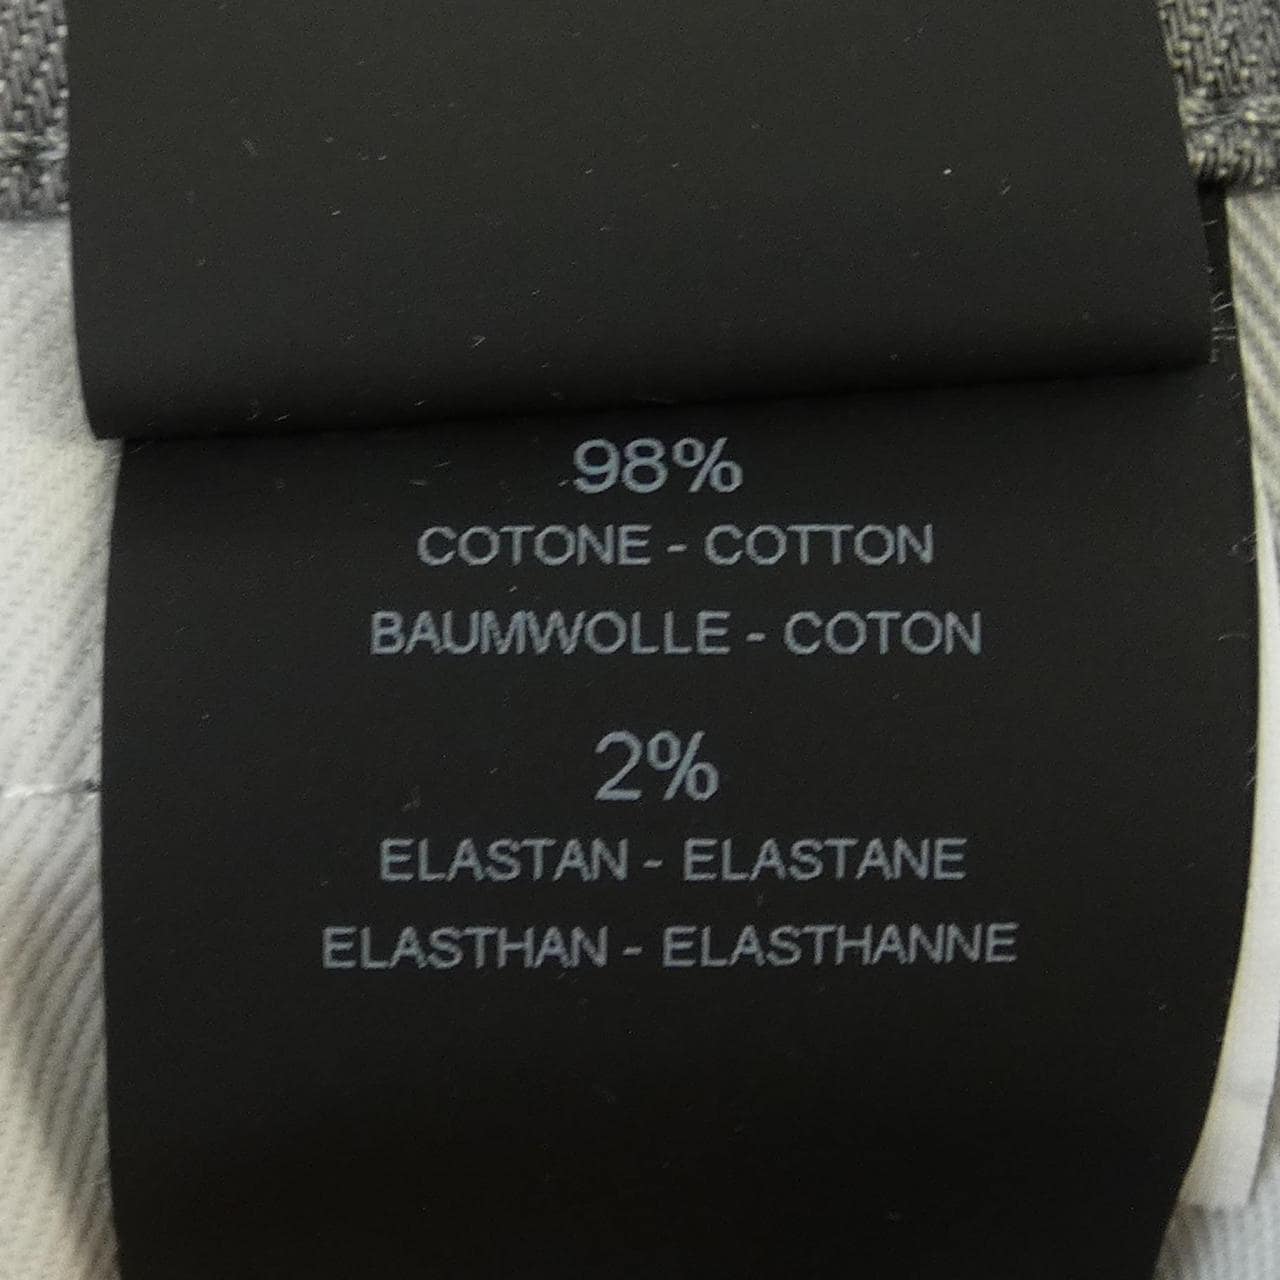 98%
COTONE - COTTON
BAUMWOLLE - COTON
2%
ELASTAN - ELASTANE
ELASTHAN - ELASTHANNE